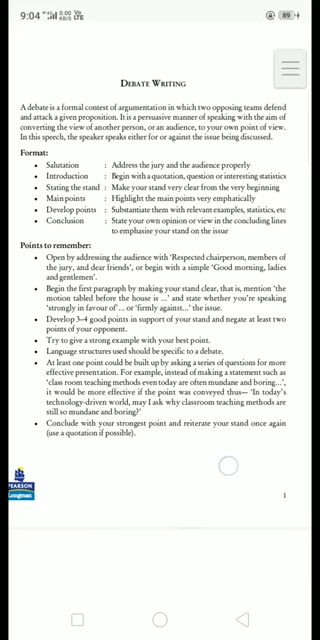 9:04
0.00
KB/S
Vo
LTE
89
DEBATE WRITING
A debate is a formal contest of argumentation in which two opposing teams defend
and attack a given proposition. It is a persuasive manner of speaking with the aim of
converting the view of another person, or an audience, to your own point of view.
In this speech, the speaker speaks either for or against the issue being discussed.
Format:
• Salutation : Address the jury and the audience properly
• Introduction : Begin with a quotation, question or interesting statistics
• Stating the stand : Make your stand very clear from the very beginning
• Main points : Highlight the main points very emphatically
• Develop points : Substantiate them with relevant examples, statistics, etc
• Conclusion : State your own opinion or view in the concluding lines
to emphasise your stand on the issue
Points to remember:
• Open by addressing the audience with ‘Respected chairperson, members of
the jury, and dear friends’, or begin with a simple ‘Good morning, ladies
and gentlemen’.
• Begin the first paragraph by making your stand clear, that is, mention ‘the
motion tabled before the house is ...’ and state whether you’re speaking
‘strongly in favour of’... or ‘firmly against...’ the issue.
• Develop 3–4 good points in support of your stand and negate at least two
points of your opponent.
• Try to give a strong example with your best point.
• Language structures used should be specific to a debate.
• At least one point could be built up by asking a series of questions for more
effective presentation. For example, instead of making a statement such as
‘class room teaching methods even today are often mundane and boring...’,
it would be more effective if the point was conveyed thus— ‘In today’s
technology-driven world, may I ask why classroom teaching methods are
still so mundane and boring?’
• Conclude with your strongest point and reiterate your stand once again
(use a quotation if possible).
PEARSON
Longman
1